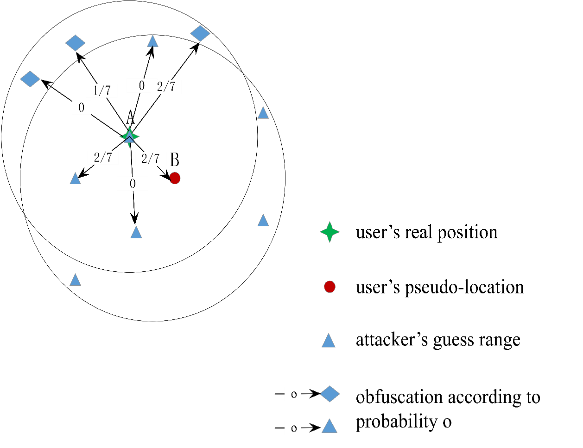 1/7
0
2/7
0
A
2/7
2/7
B
0
user's real position
user's pseudo-location
attacker's guess range
o
obfuscation according to
o
probability o